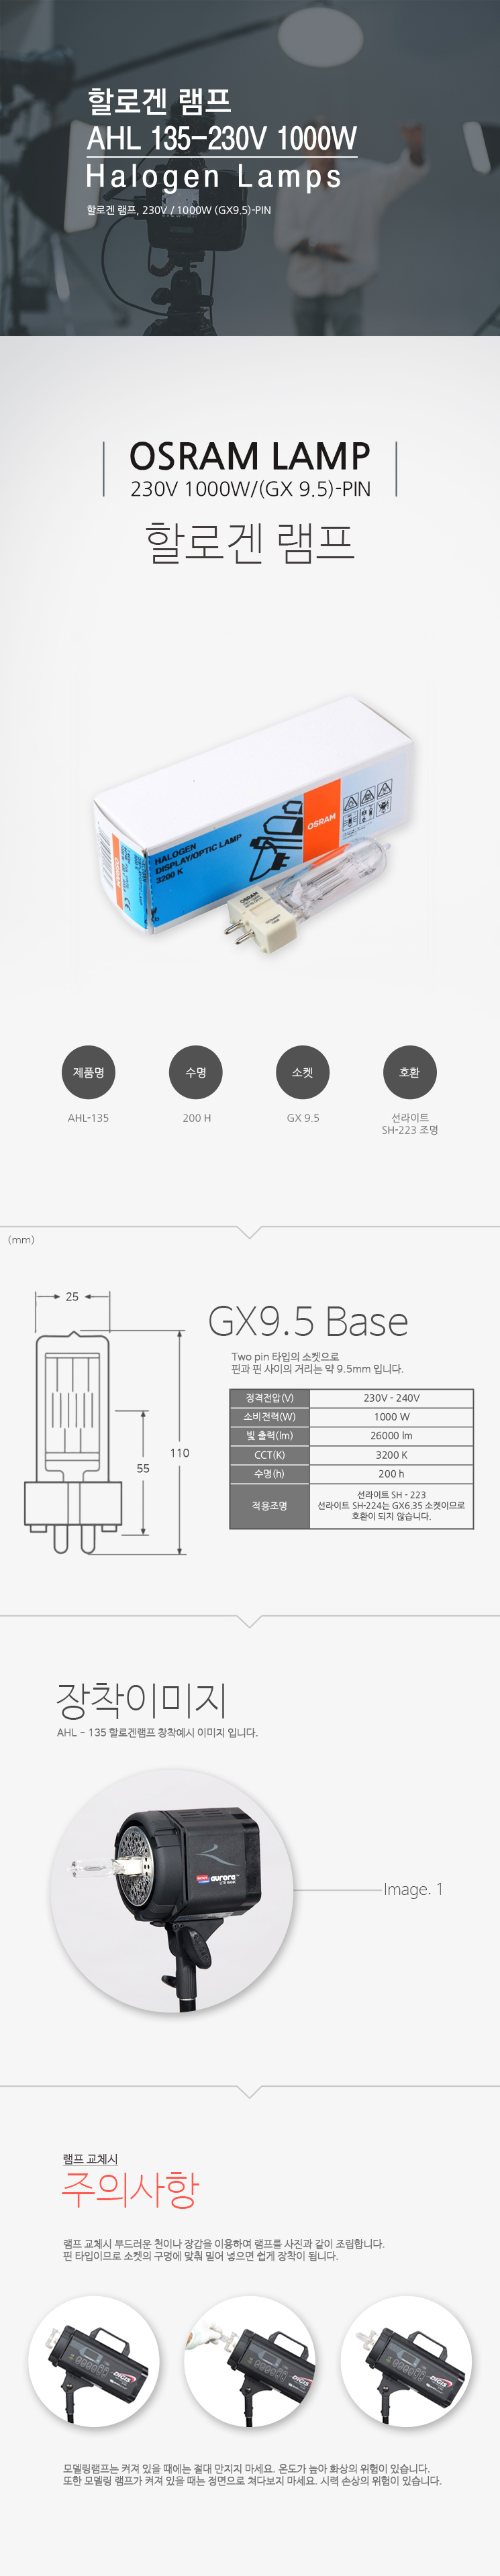 할로겐 램프
AHL 135-230V 1000W
Halogen Lamps
할로겐 램프, 230V / 1000W (GX9.5)-PIN
OSRAM LAMP
230V 1000W/(GX 9.5)-PIN
할로겐 램프
OSRAM
HALOGEN
DISPLAY/OPTIC LAMP
3200 K
OSRAM
OSRAM
제품명
수명
소켓
호환
AHL-135
200 H
GX 9.5
선라이트
SH-223 조명
(mm)
25
110
55
GX9.5 Base
Two pin 타입의 소켓으로
핀과 핀 사이의 거리는 약 9.5mm 입니다.
정격전압(V) 230V - 240V
소비전력(W) 1000 W
빛 출력(lm) 26000 lm
CCT(K) 3200 K
수명(h) 200 h
적용조명
선라이트 SH - 223
선라이트 SH-224는 GX6.35 소켓이므로
호환이 되지 않습니다.
장착이미지
AHL - 135 할로겐램프 창착예시 이미지 입니다.
aurora
Image. 1
램프 교체시
주의사항
램프 교체시 부드러운 천이나 장갑을 이용하여 램프를 사진과 같이 조립합니다.
핀 타입이므로 소켓의 구멍에 맞춰 밀어 넣으면 쉽게 장착이 됩니다.
DIGIS
DIGIS
DIGIS
모델링램프는 켜져 있을 때에는 절대 만지지 마세요. 온도가 높아 화상의 위험이 있습니다.
또한 모델링 램프가 켜져 있을 때는 정면으로 쳐다보지 마세요. 시력 손상의 위험이 있습니다.